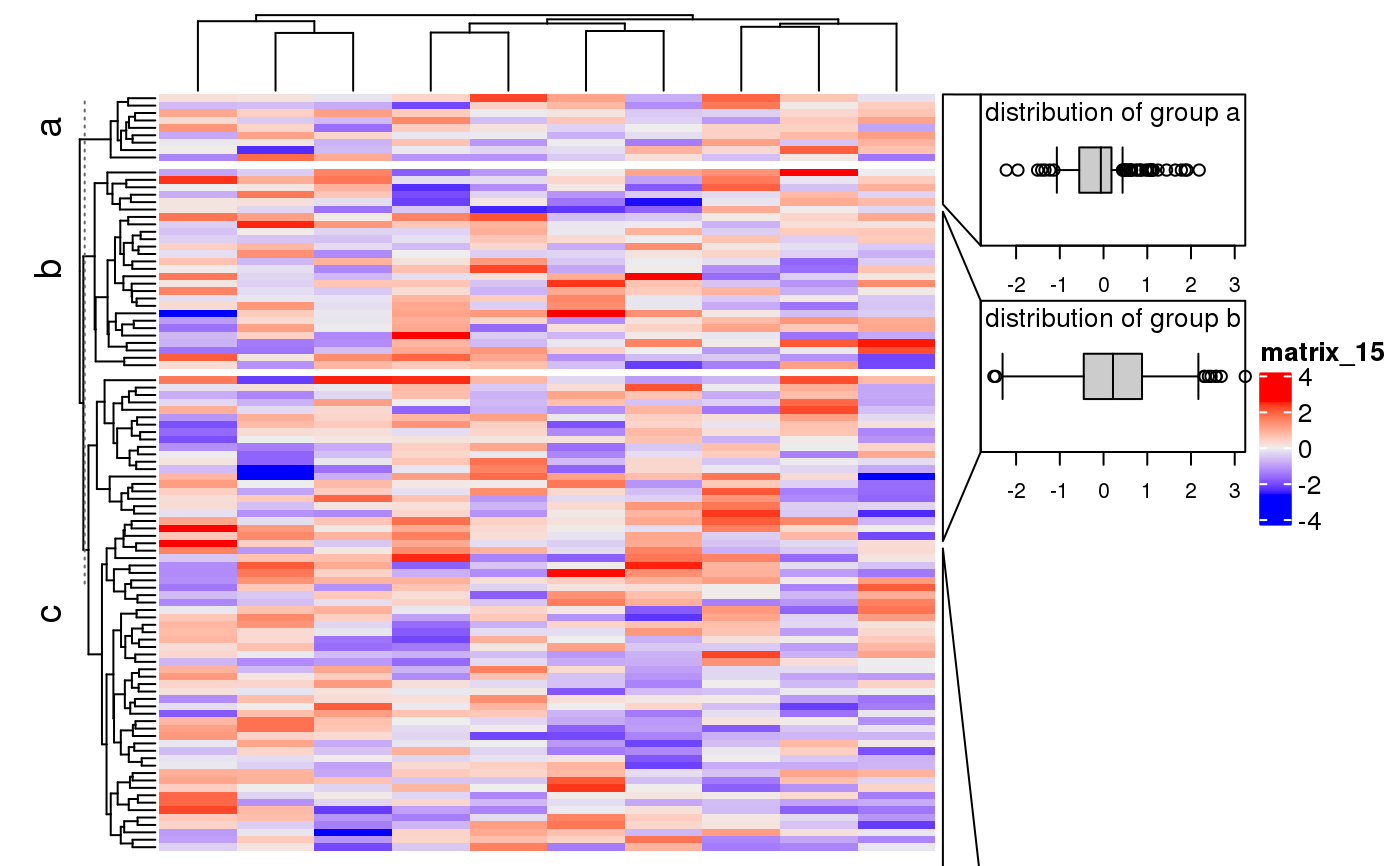 a
b
c
distribution of group a
-2 -1 0 1 2 3
distribution of group b
-2 -1 0 1 2 3
matrix_15
4
2
0
-2
-4